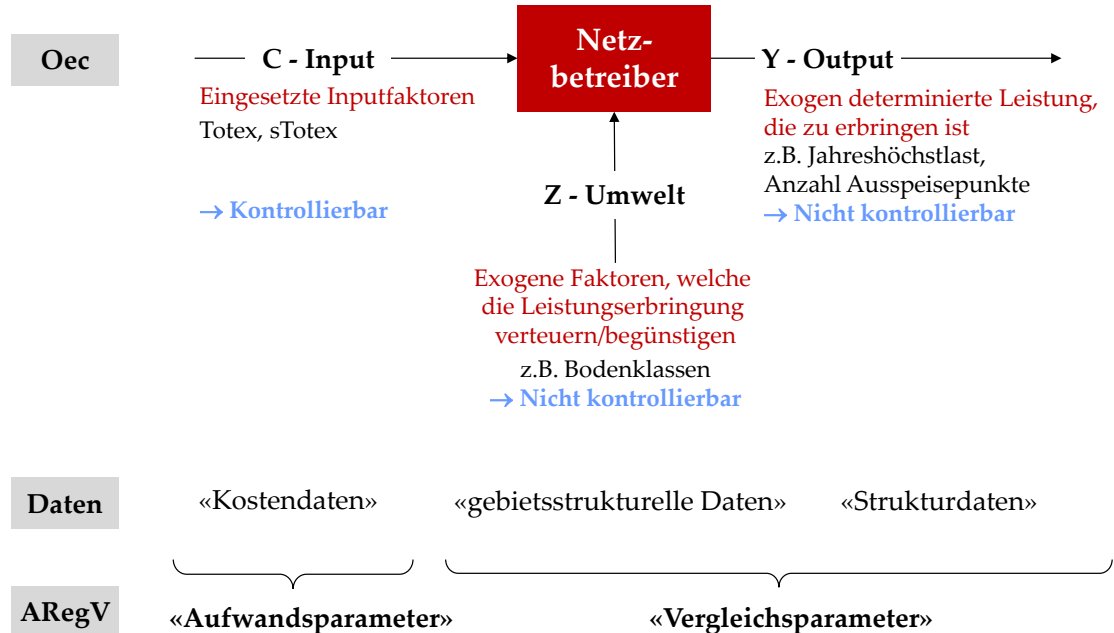 Oec
C - Input
Eingesetzte Inputfaktoren
Totex, sTotex
→ Kontrollierbar
Netz-
betreiber
Y - Output
Exogen determinierte Leistung,
die zu erbringen ist
z.B. Jahreshöchstlast,
Anzahl Ausspeisepunkte
→ Nicht kontrollierbar
Z - Umwelt
Exogene Faktoren, welche
die Leistungserbringung
verteuern/begünstigen
z.B. Bodenklassen
→ Nicht kontrollierbar
Daten
«Kostendaten»
«gebietsstrukturelle Daten»
«Strukturdaten»
ARegV
«Aufwandsparameter»
«Vergleichsparameter»